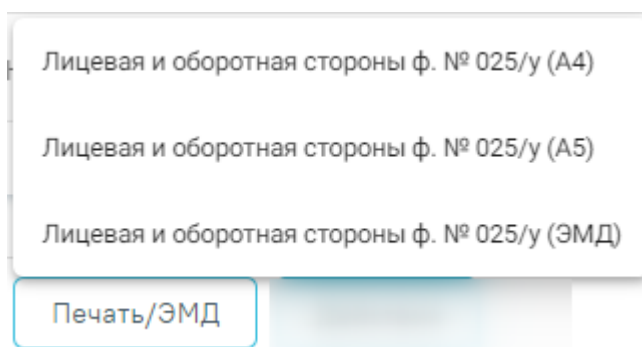 Лицевая и оборотная стороны ф. № 025/у (А4)
Лицевая и оборотная стороны ф. № 025/у (А5)
Лицевая и оборотная стороны ф. № 025/у (ЭМД)
Печать/ЭМД